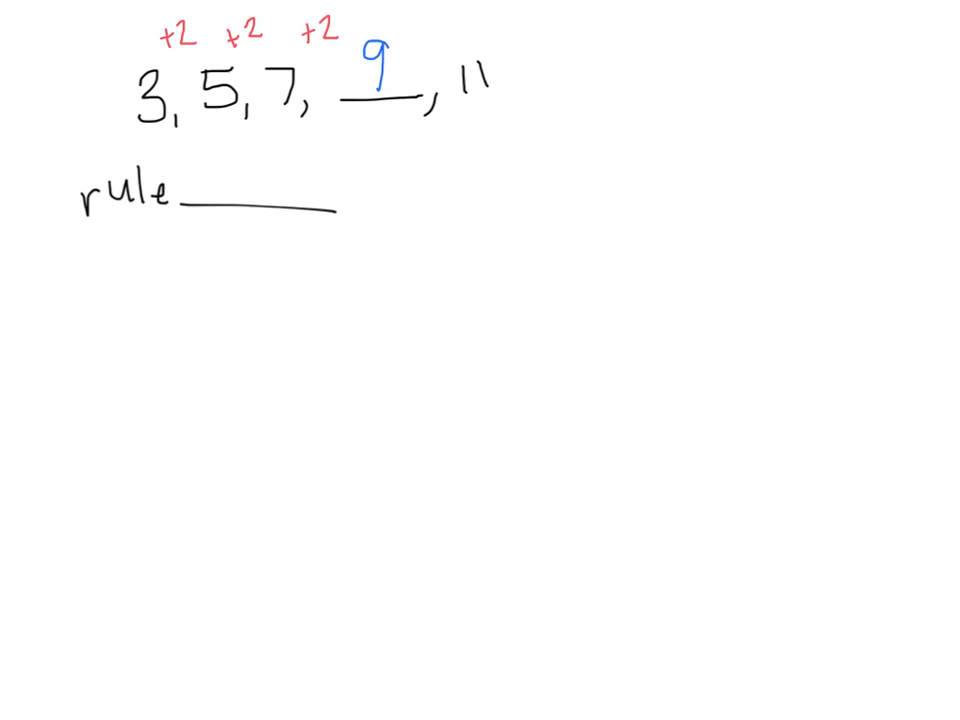 +2 +2 +2
3, 5, 7, 9, 11
rule